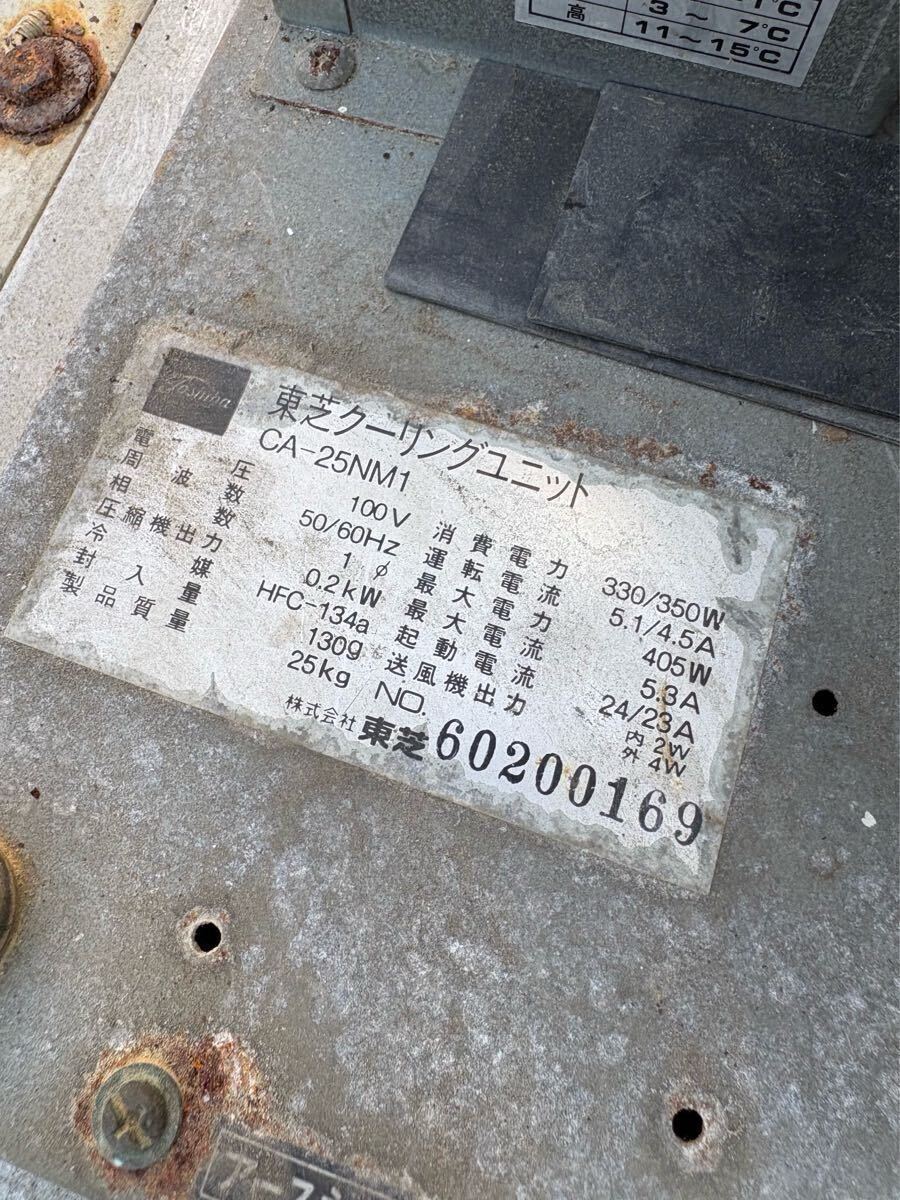 1℃
3 ～ 7℃
高 11～15℃
Toshiba
東芝クーリングユニット
CA-25NM1
電圧 100V 消費電力 330/350W
周波数 50/60Hz 運転電流 5.1/4.5A
相数 1φ 最大電力 405W
圧縮機出力 0.2kW 最大電流 5.3A
冷媒 HFC-134a 起動電流 24/23A
封入量 130g 送風機出力 内 2W
外 4W
製品質量 25kg NO. 60200169
株式会社 東芝
アース